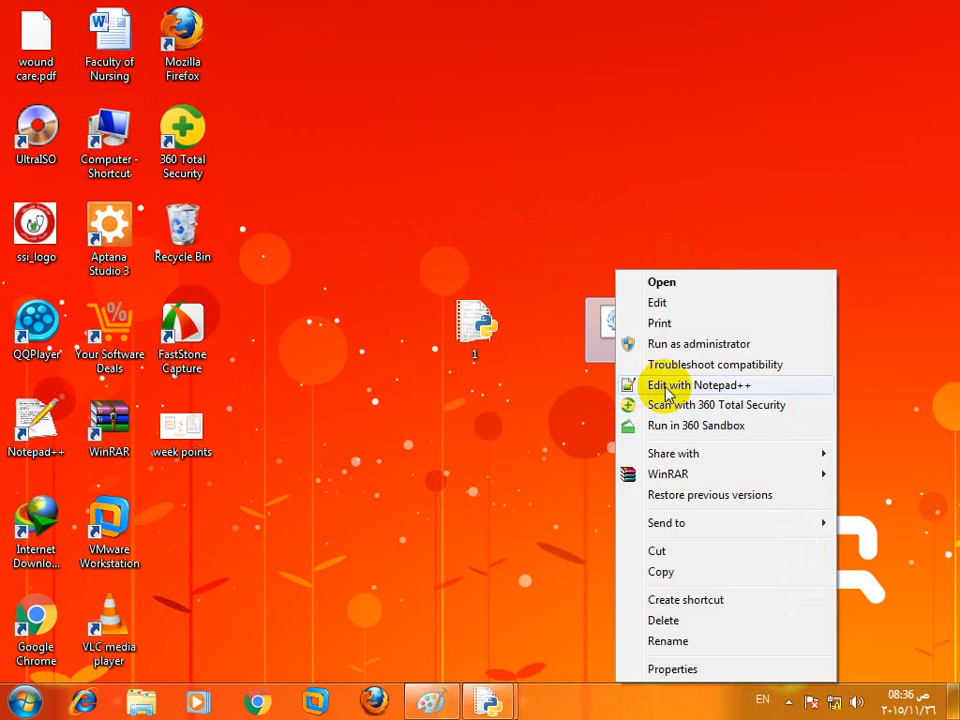 wound
care.pdf
Faculty of
Nursing
Mozilla
Firefox
UltraISO
Computer -
Shortcut
360 Total
Security
ssi_logo
Aptana
Studio 3
Recycle Bin
QQPlayer
Your Software
Deals
FastStone
Capture
1
Notepad++
WinRAR
week points
Internet
Downlo...
VMware
Workstation
Google
Chrome
VLC media
player
Open
Edit
Print
Run as administrator
Troubleshoot compatibility
Edit with Notepad++
Scan with 360 Total Security
Run in 360 Sandbox
Share with
WinRAR
Restore previous versions
Send to
Cut
Copy
Create shortcut
Delete
Rename
Properties
EN
08:36 ص
٢٠١٥/١١/٢٦